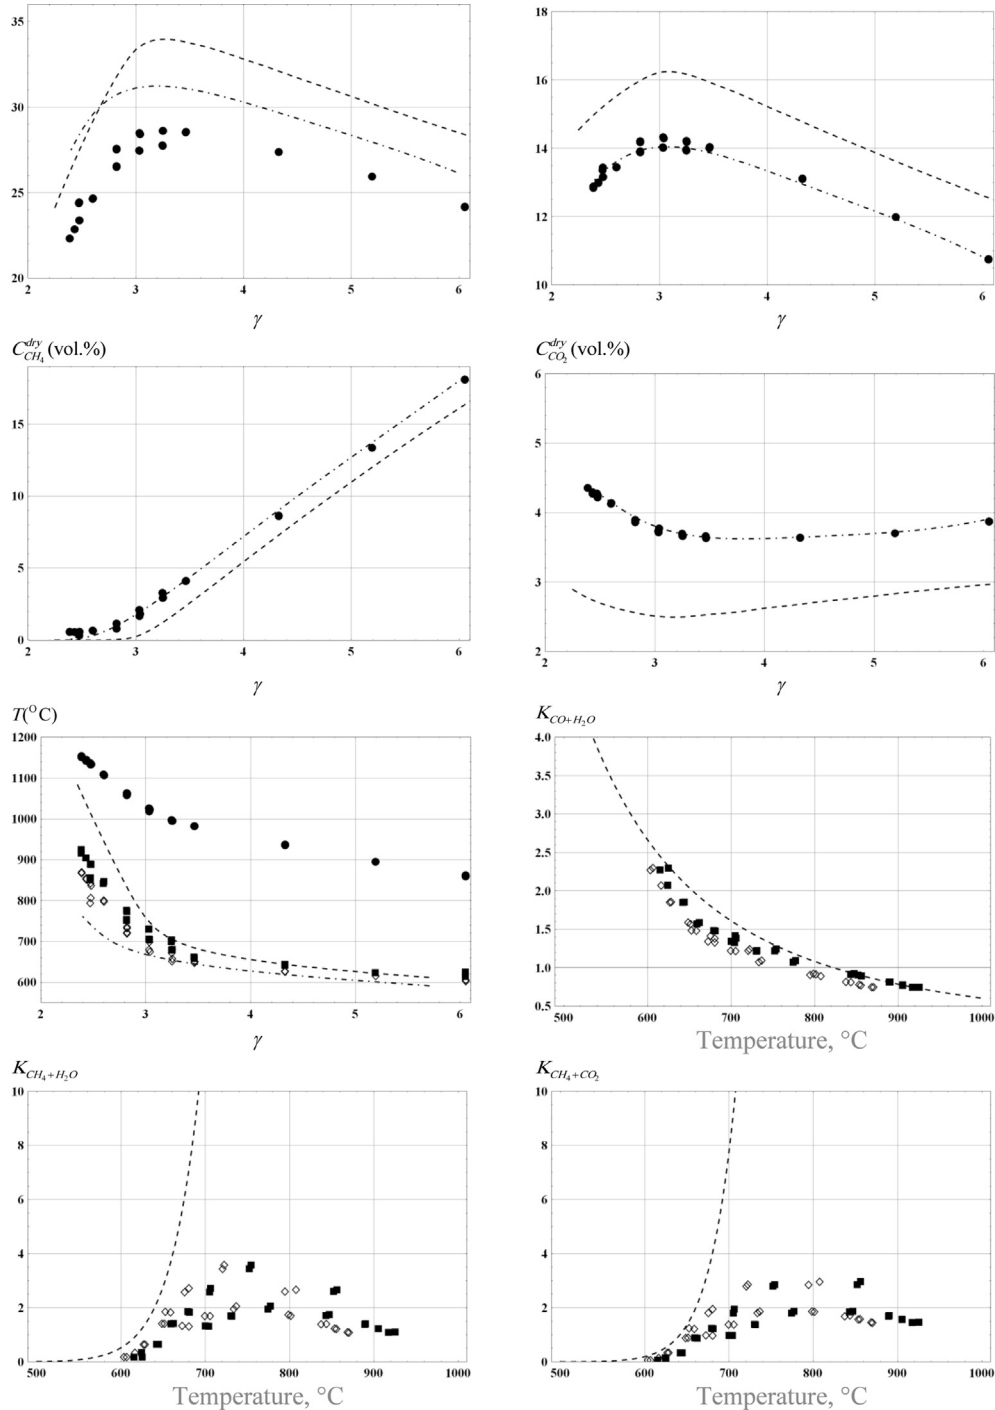 35
30
25
20
2 3 4 5 6
γ
18
16
14
12
10
2 3 4 5 6
γ
C_{CH_4}^{dry} (vol.%)
15
10
5
0
2 3 4 5 6
γ
C_{CO_2}^{dry} (vol.%)
6
5
4
3
2
2 3 4 5 6
γ
T(°C)
1200
1100
1000
900
800
700
600
2 3 4 5 6
γ
K_{CO+H_2O}
4.0
3.5
3.0
2.5
2.0
1.5
1.0
0.5
500 600 700 800 900 1000
Temperature, °C
K_{CH_4+H_2O}
10
8
6
4
2
0
500 600 700 800 900 1000
Temperature, °C
K_{CH_4+CO_2}
10
8
6
4
2
0
500 600 700 800 900 1000
Temperature, °C